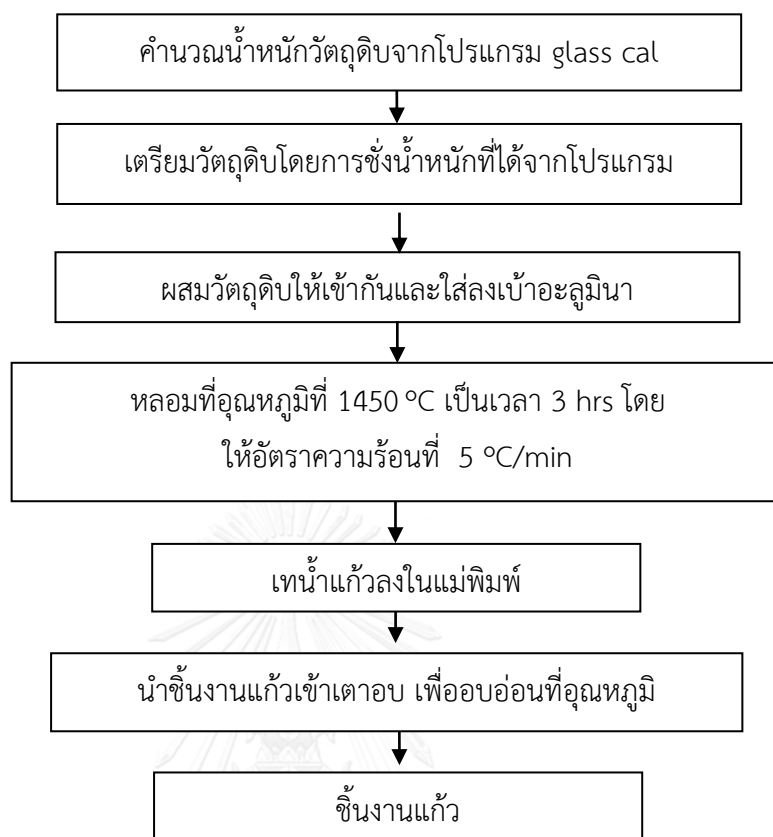 คำนวณน้ำหนักวัตถุดิบจากโปรแกรม glass cal
เตรียมวัตถุดิบโดยการชั่งน้ำหนักที่ได้จากโปรแกรม
ผสมวัตถุดิบให้เข้ากันและใส่ลงเบ้าอะลูมินา
หลอมที่อุณหภูมิที่ 1450 ºC เป็นเวลา 3 hrs โดย
ให้อัตราความร้อนที่ 5 ºC/min
เทน้ำแก้วลงในแม่พิมพ์
นำชิ้นงานแก้วเข้าเตาอบ เพื่ออบอ่อนที่อุณหภูมิ
ชิ้นงานแก้ว